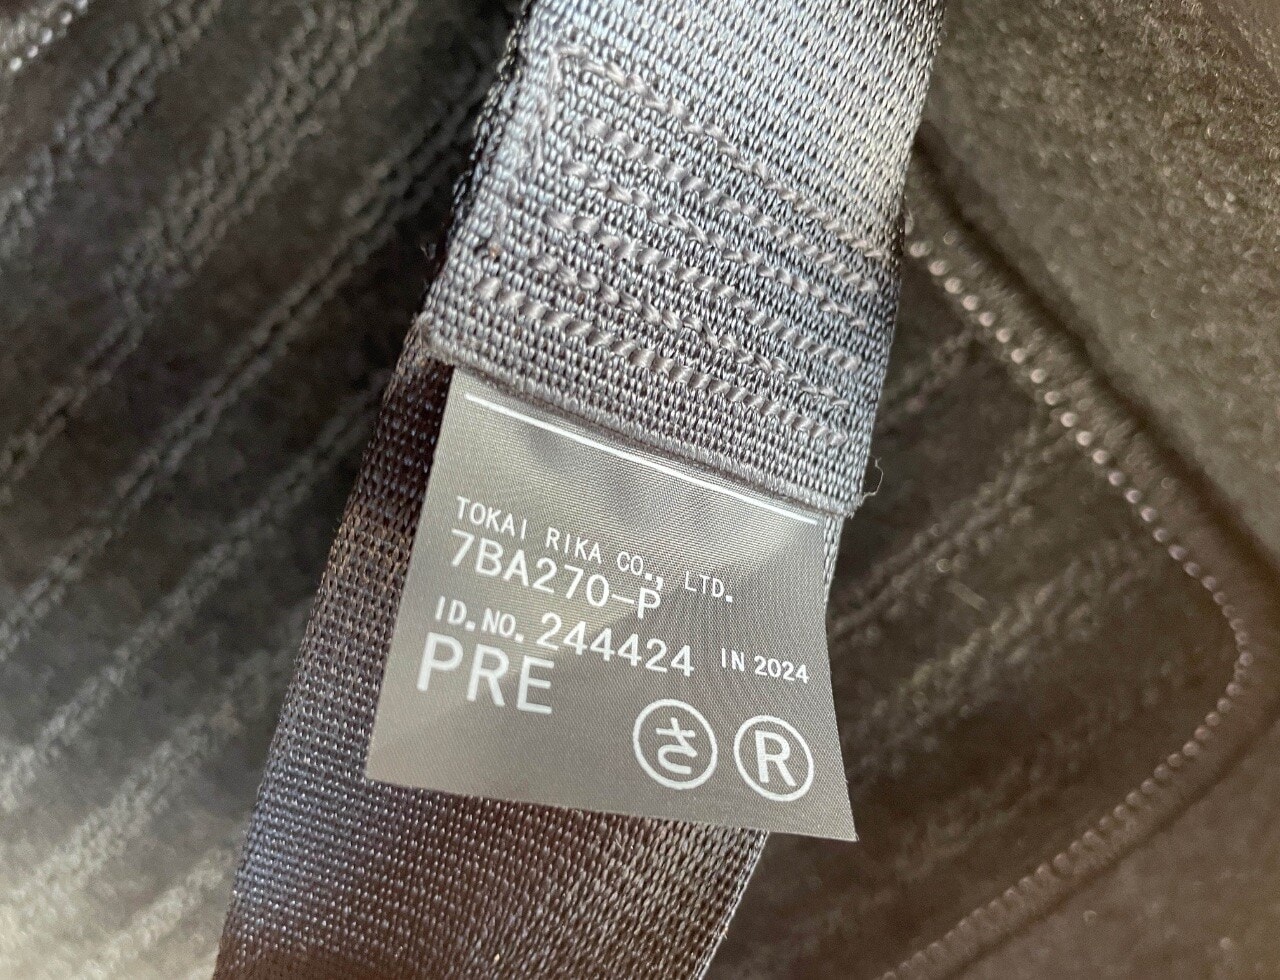 TOKAI RIKA CO., LTD.
7BA270-P
ID.NO. 244424 IN 2024
PRE
さ R